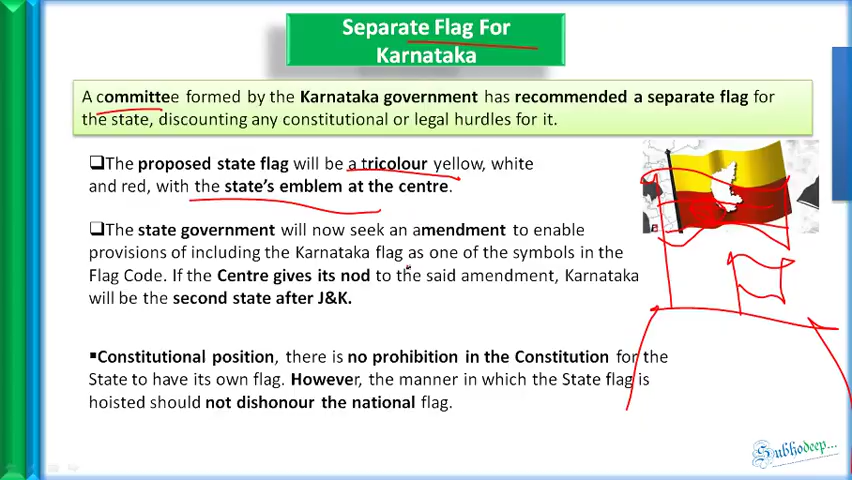 Separate Flag For
Karnataka
A committee formed by the Karnataka government has recommended a separate flag for
the state, discounting any constitutional or legal hurdles for it.
❑The proposed state flag will be a tricolour yellow, white
and red, with the state's emblem at the centre.
❑The state government will now seek an amendment to enable
provisions of including the Karnataka flag as one of the symbols in the
Flag Code. If the Centre gives its nod to the said amendment, Karnataka
will be the second state after J&K.
▪Constitutional position, there is no prohibition in the Constitution for the
State to have its own flag. However, the manner in which the State flag is
hoisted should not dishonour the national flag.
Subhodeep...